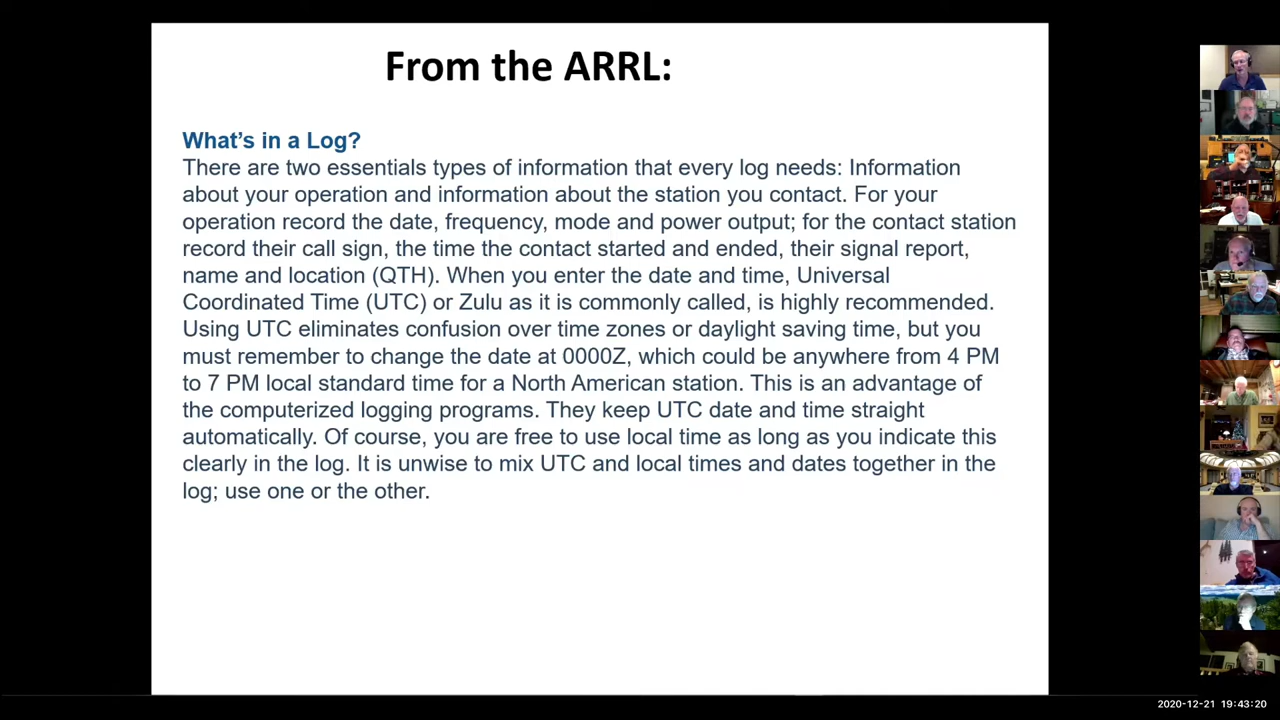 From the ARRL:
What’s in a Log?
There are two essentials types of information that every log needs: Information
about your operation and information about the station you contact. For your
operation record the date, frequency, mode and power output; for the contact station
record their call sign, the time the contact started and ended, their signal report,
name and location (QTH). When you enter the date and time, Universal
Coordinated Time (UTC) or Zulu as it is commonly called, is highly recommended.
Using UTC eliminates confusion over time zones or daylight saving time, but you
must remember to change the date at 0000Z, which could be anywhere from 4 PM
to 7 PM local standard time for a North American station. This is an advantage of
the computerized logging programs. They keep UTC date and time straight
automatically. Of course, you are free to use local time as long as you indicate this
clearly in the log. It is unwise to mix UTC and local times and dates together in the
log; use one or the other.
2020-12-21 19:43:20